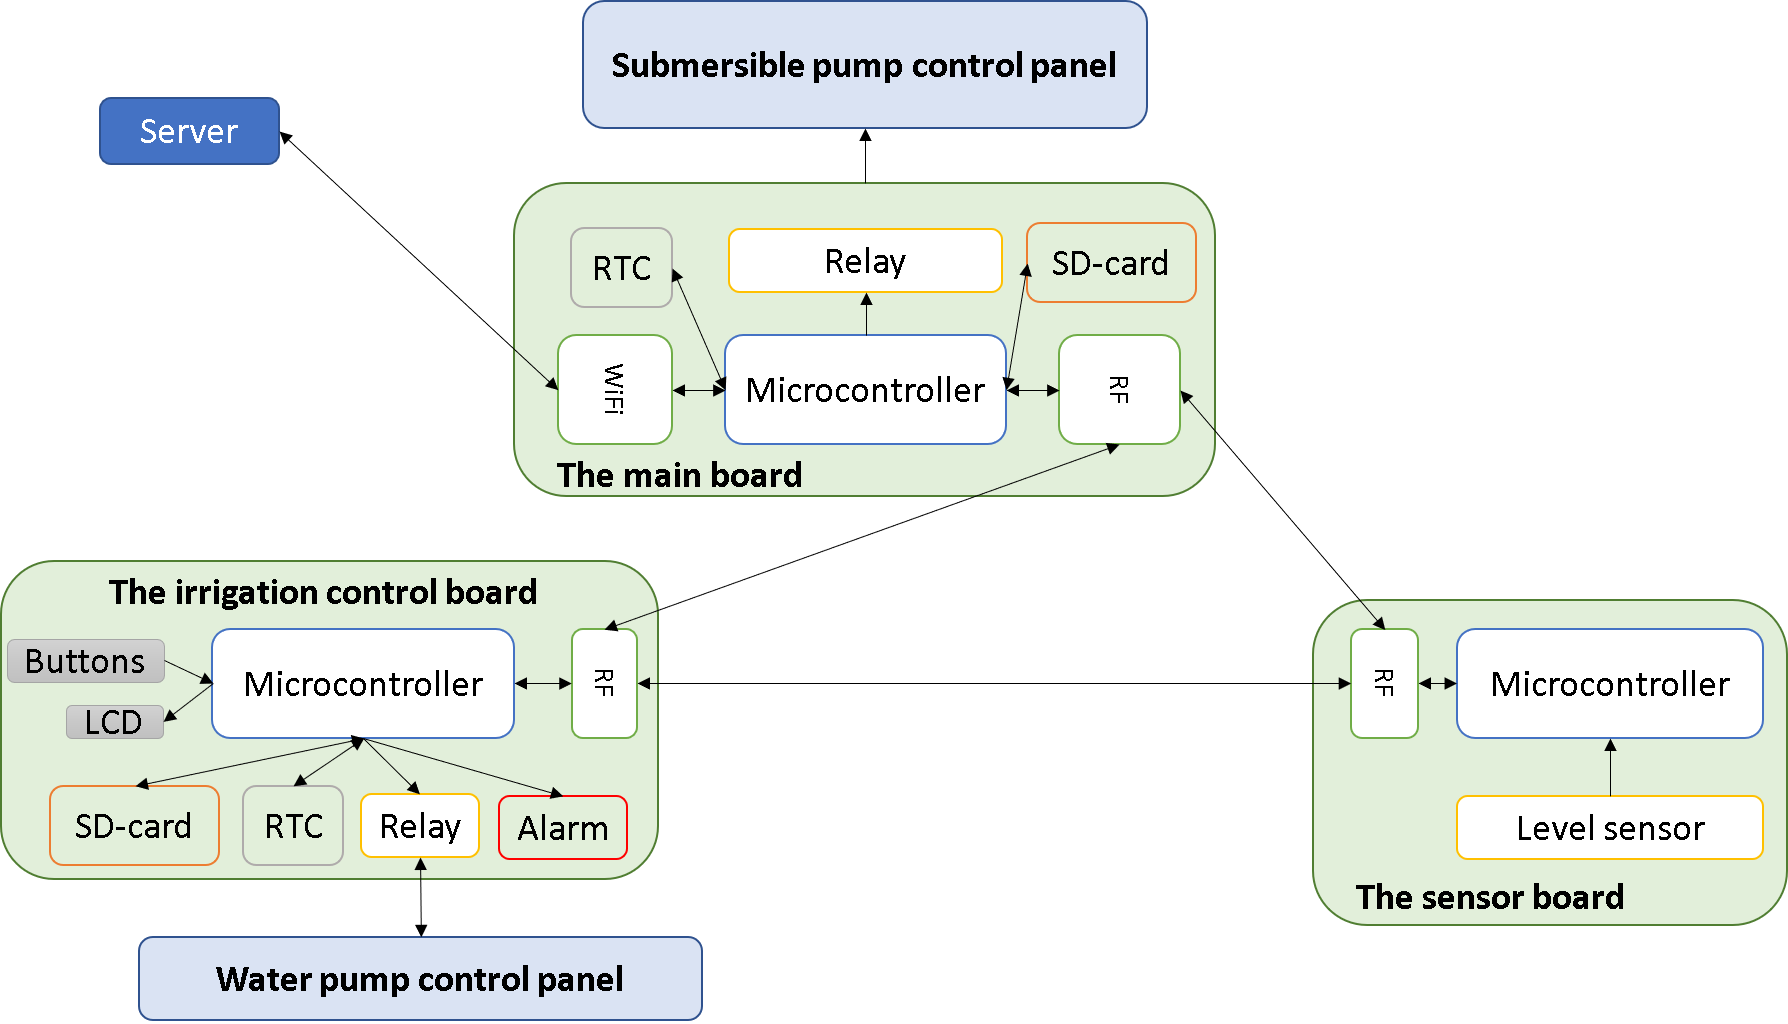 Submersible pump control panel
Server
RTC
Relay
SD-card
WiFi
Microcontroller
RF
The main board
The irrigation control board
Buttons
Microcontroller
RF
LCD
SD-card
RTC
Relay
Alarm
RF
Microcontroller
Level sensor
The sensor board
Water pump control panel